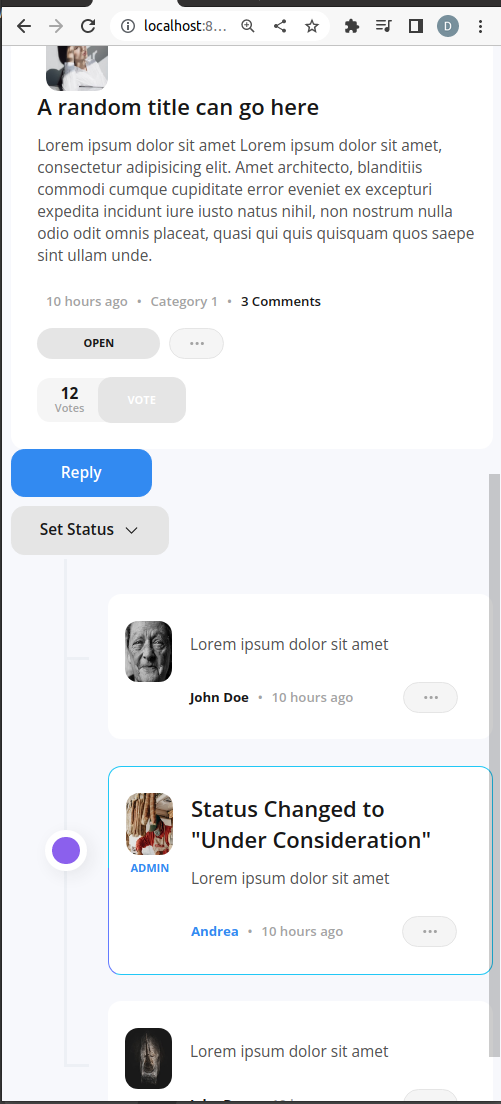 localhost:8…
D
A random title can go here
Lorem ipsum dolor sit amet Lorem ipsum dolor sit amet,
consectetur adipisicing elit. Amet architecto, blanditiis
commodi cumque cupiditate error eveniet ex excepturi
expedita incidunt iure iusto natus nihil, non nostrum nulla
odio odit omnis placeat, quasi qui quis quisquam quos saepe
sint ullam unde.
10 hours ago • Category 1 • 3 Comments
OPEN
12
Votes
VOTE
Reply
Set Status
Lorem ipsum dolor sit amet
John Doe • 10 hours ago
Status Changed to
"Under Consideration"
ADMIN
Lorem ipsum dolor sit amet
Andrea • 10 hours ago
Lorem ipsum dolor sit amet